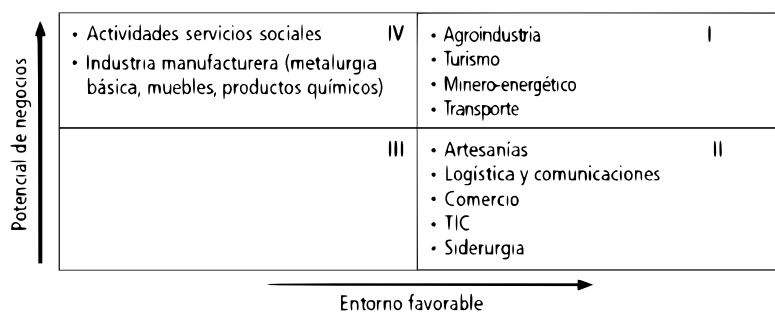 Potencial de negocios
• Actividades servicios sociales IV
• Industria manufacturera (metalurgia
básica, muebles, productos químicos)
• Agroindustria I
• Turismo
• Minero-energético
• Transporte
III
• Artesanías II
• Logística y comunicaciones
• Comercio
• TIC
• Siderurgia
Entorno favorable